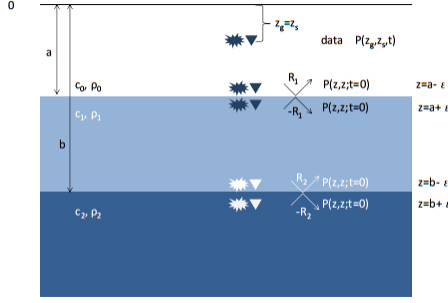 0
z_g=z_s
data P(z_g,z_s,t)
a
c_0, ρ_0
R_1
P(z,z;t=0)
z=a- ε
c_1, ρ_1
-R_1
P(z,z;t=0)
z=a+ ε
b
R_2
P(z,z;t=0)
z=b- ε
c_2, ρ_2
-R_2
P(z,z;t=0)
z=b+ ε